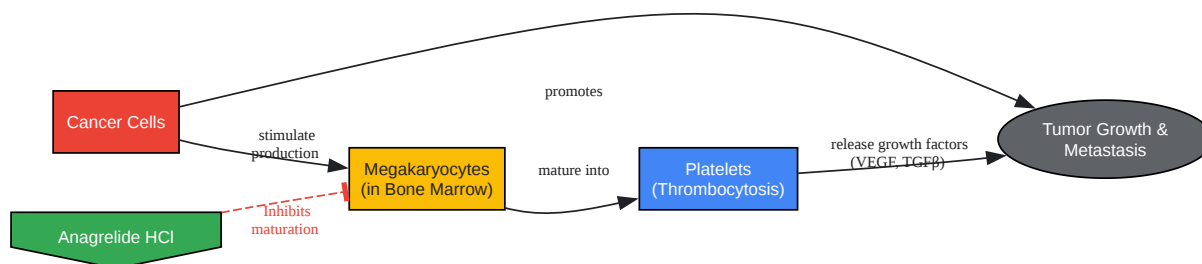 promotes
Cancer Cells
stimulate
production
Megakaryocytes
(in Bone Marrow)
mature into
Platelets
(Thrombocytosis)
release growth factors
(VEGF, TGFβ)
Tumor Growth &
Metastasis
Inhibits
maturation
Anagrelide HCl